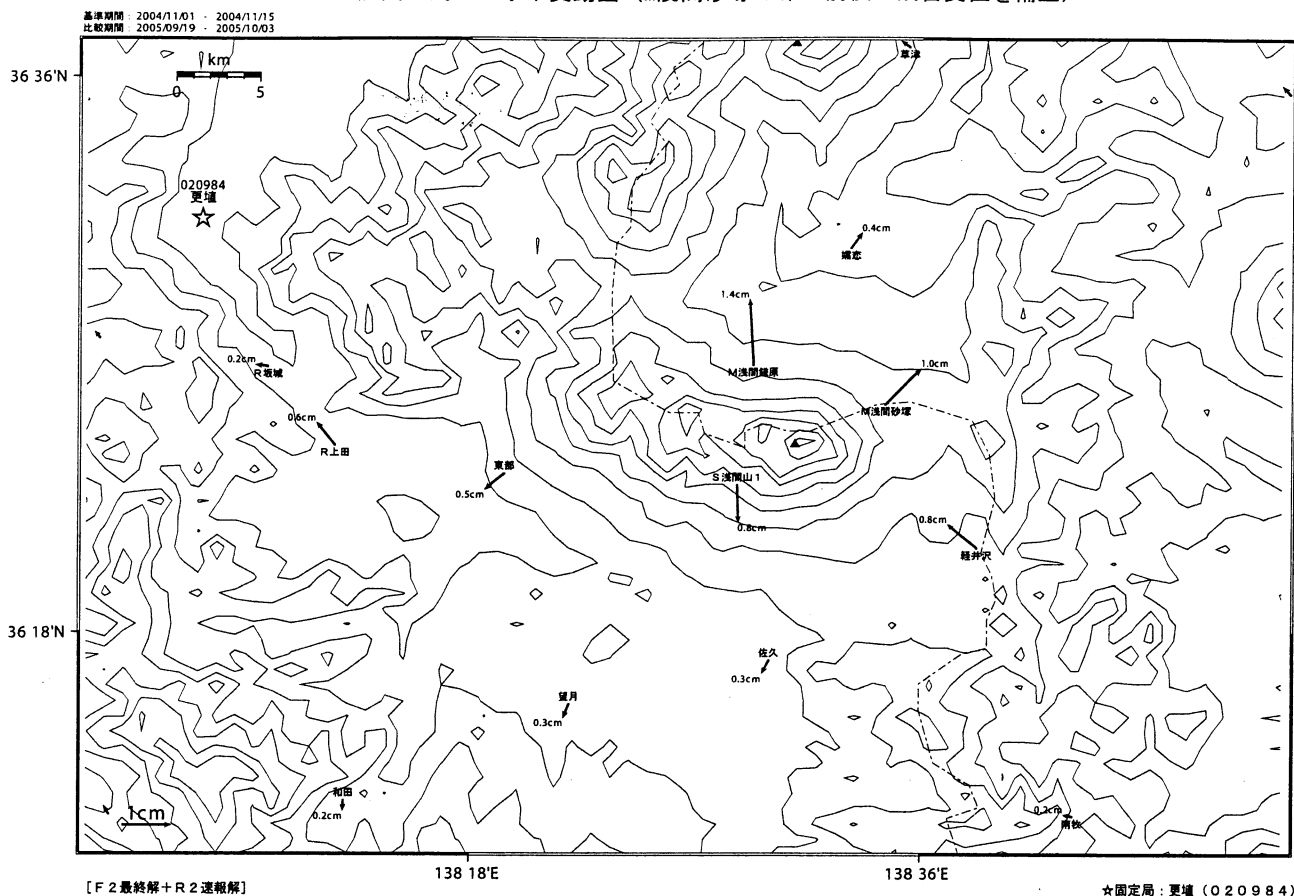 基準期間：2004/11/01 - 2004/11/15
比較期間：2005/09/19 - 2005/10/03
36 36'N
km
0 5
草津
020984
更埴
0.4cm
嬬恋
1.4cm
M浅間鎌原
1.0cm
M浅間砂塚
0.2cm
R坂城
0.6cm
R上田
東部
0.5cm
S浅間山1
0.8cm
0.8cm
軽井沢
36 18'N
佐久
0.3cm
望月
0.3cm
和田
0.2cm
1cm
0.2cm
南牧
138 18'E
138 36'E
[F2最終解＋R2速報解]
☆固定局：更埴（020984）